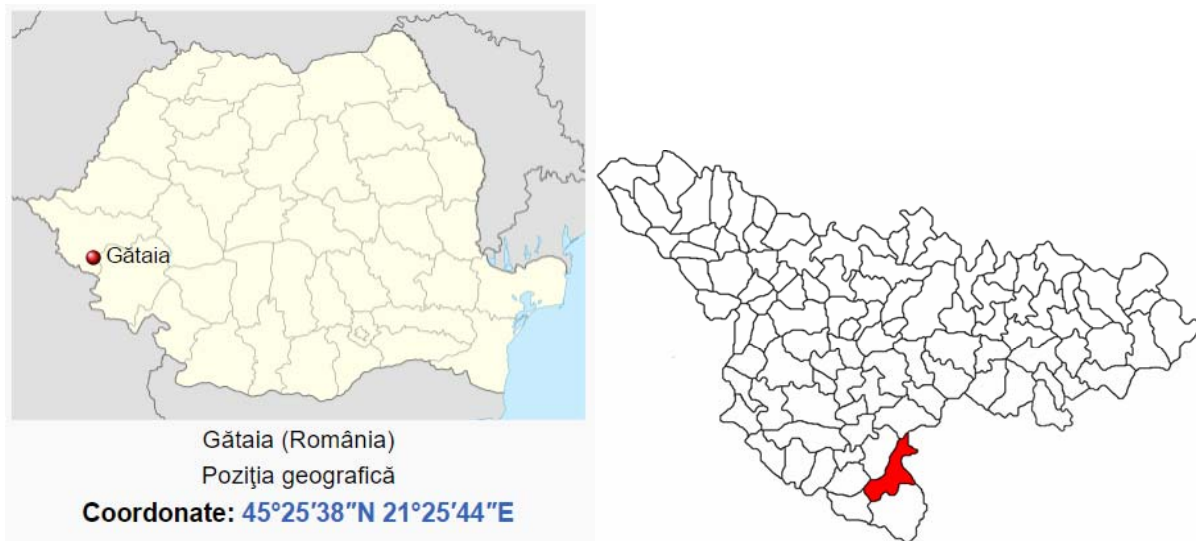 Gătaia
Gătaia (România)
Poziţia geografică
Coordonate: 45°25′38″N 21°25′44″E